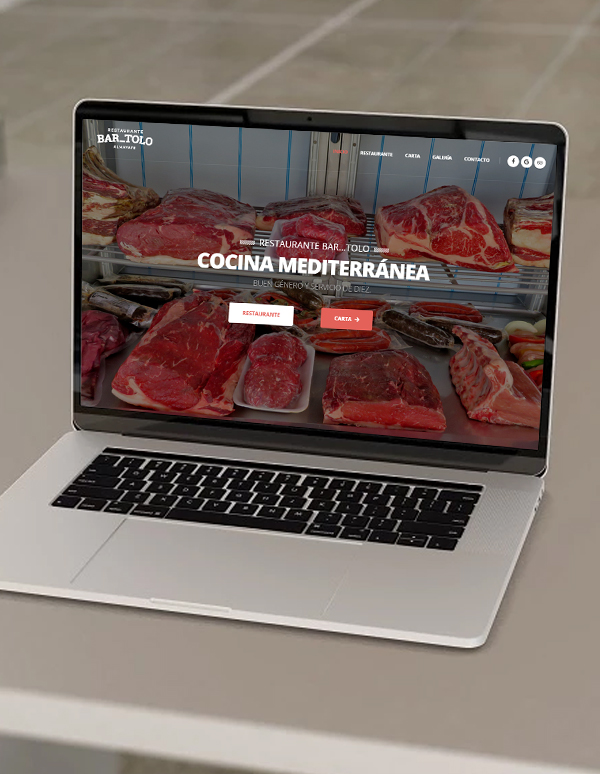 RESTAURANTE
BAR...TOLO
ALMAYATE
INICIO
RESTAURANTE
CARTA
GALERÍA
CONTACTO
RESTAURANTE BAR...TOLO
COCINA MEDITERRÁNEA
BUEN GÉNERO Y SERVICIO DE DIEZ
RESTAURANTE
CARTA →